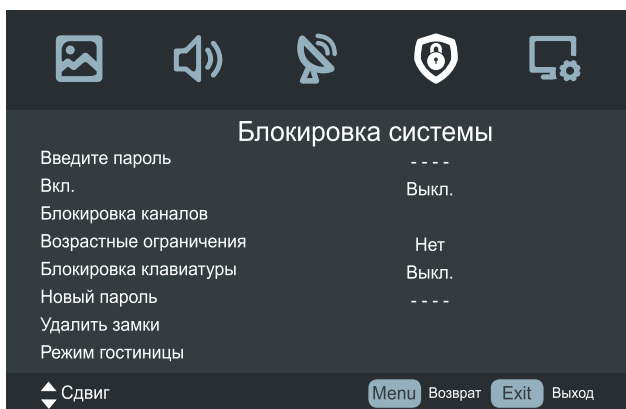 Блокировка системы
Введите пароль - - - -
Вкл. Выкл.
Блокировка каналов
Возрастные ограничения Нет
Блокировка клавиатуры Выкл.
Новый пароль - - - -
Удалить замки
Режим гостиницы
Сдвиг Menu Возврат Exit Выход